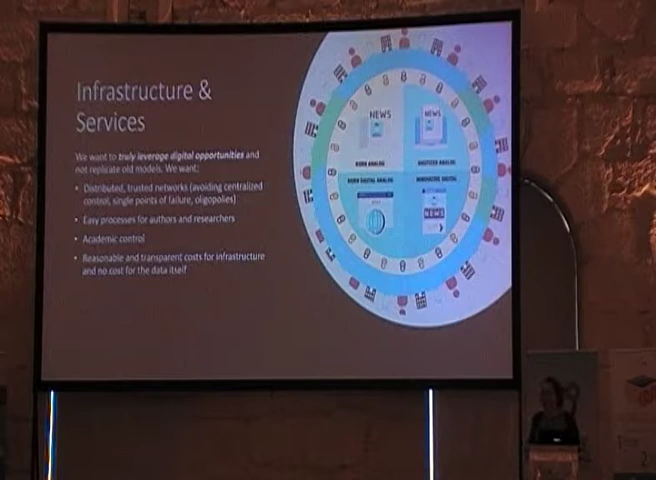 Infrastructure &
Services
We want to truly leverage digital opportunities and
not replicate old models. We want:
• Distributed, trusted networks (avoiding centralized
control, single points of failure, oligopolies)
• Easy processes for authors and researchers
• Academic control
• Reasonable and transparent costs for infrastructure
and no cost for the data itself
NEWS
NEWS
BORN ANALOG
DIGITIZED ANALOG
BORN DIGITAL ANALOG
INNOVATIVE DIGITAL
NEWS